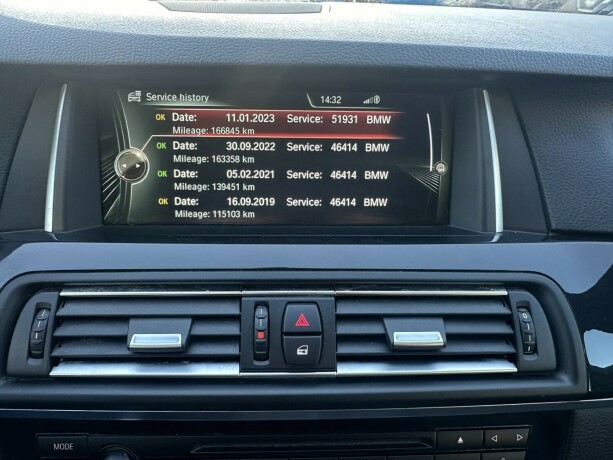 Service history 14:32
OK Date: 11.01.2023 Service: 51931 BMW
Mileage: 166845 km
OK Date: 30.09.2022 Service: 46414 BMW
Mileage: 163358 km
OK Date: 05.02.2021 Service: 46414 BMW
Mileage: 139451 km
OK Date: 16.09.2019 Service: 46414 BMW
Mileage: 115103 km
MODE